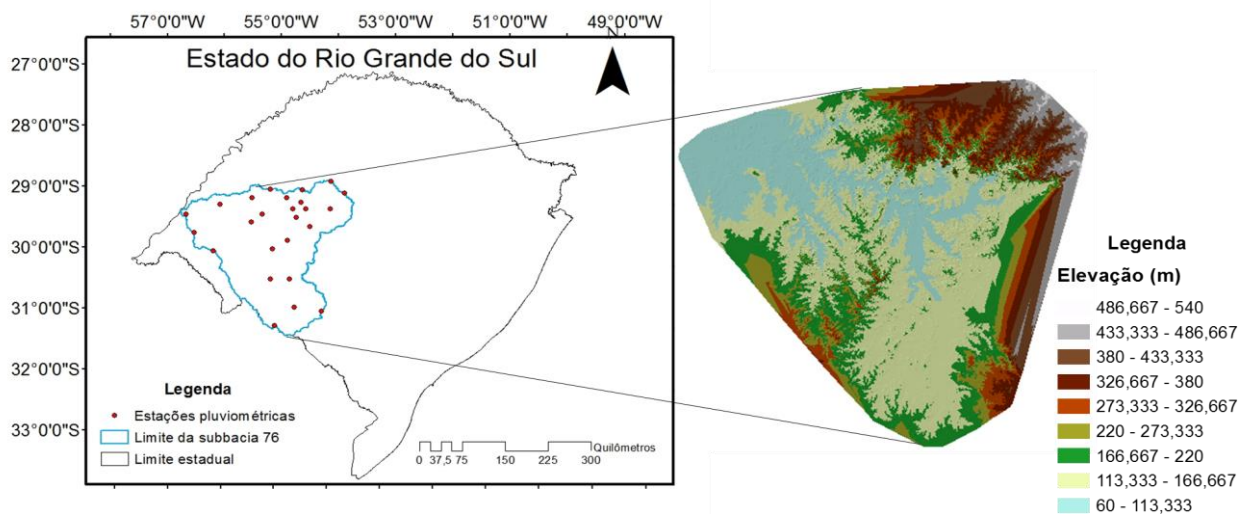 57°0'0"W 55°0'0"W 53°0'0"W 51°0'0"W 49°0'0"W
N
Estado do Rio Grande do Sul
27°0'0"S
28°0'0"S
29°0'0"S
30°0'0"S
31°0'0"S
32°0'0"S
33°0'0"S
Legenda
Estações pluviométricas
Limite da subbacia 76
Limite estadual
Quilômetros
0 37,5 75 150 225 300
Legenda
Elevação (m)
486,667 - 540
433,333 - 486,667
380 - 433,333
326,667 - 380
273,333 - 326,667
220 - 273,333
166,667 - 220
113,333 - 166,667
60 - 113,333